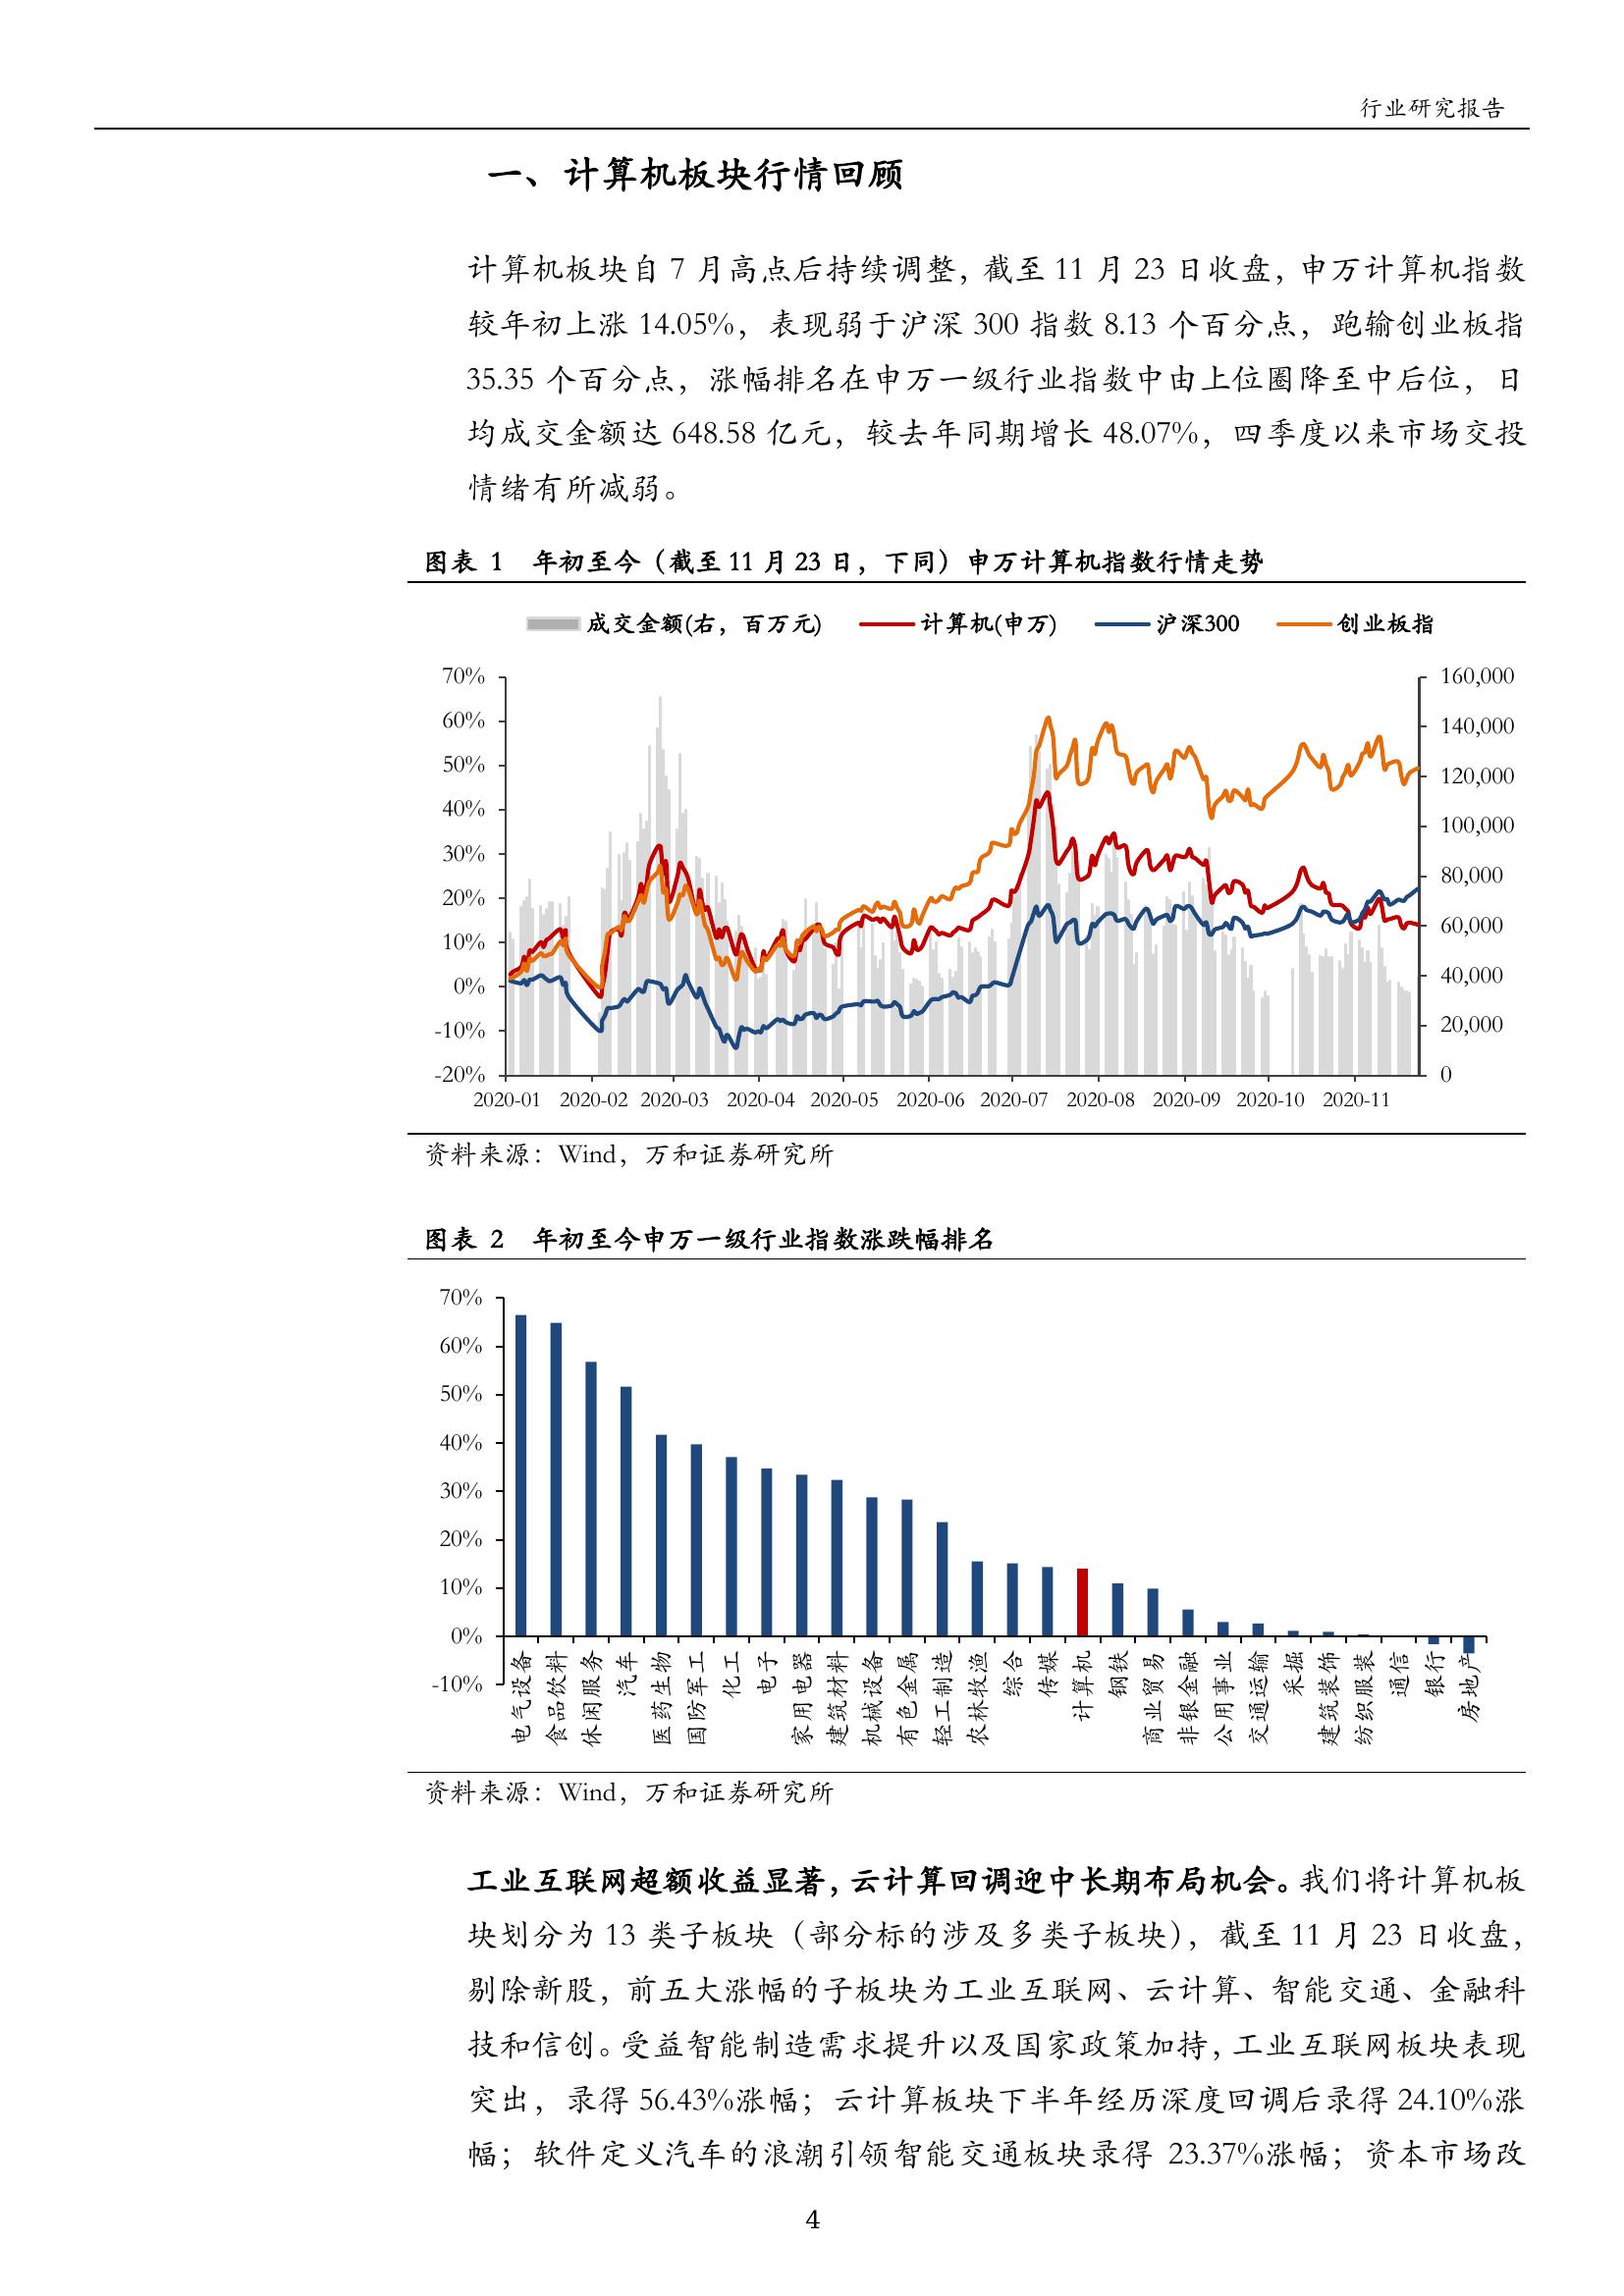 行业研究报告
一、计算机板块行情回顾
计算机板块自 7 月高点后持续调整，截至 11 月 23 日收盘，申万计算机指数
较年初上涨 14.05%，表现弱于沪深 300 指数 8.13 个百分点，跑输创业板指
35.35 个百分点，涨幅排名在申万一级行业指数中由上位圈降至中后位，日
均成交金额达 648.58 亿元，较去年同期增长 48.07%，四季度以来市场交投
情绪有所减弱。
图表 1 年初至今（截至 11 月 23 日，下同）申万计算机指数行情走势
成交金额(右，百万元) 计算机(申万) 沪深300 创业板指
70% 160,000
60% 140,000
50% 120,000
40% 100,000
30% 80,000
20% 60,000
10% 40,000
0% 20,000
-10% 0
-20%
2020-01 2020-02 2020-03 2020-04 2020-05 2020-06 2020-07 2020-08 2020-09 2020-10 2020-11
资料来源：Wind，万和证券研究所
图表 2 年初至今申万一级行业指数涨跌幅排名
70%
60%
50%
40%
30%
20%
10%
0%
-10%
电气设备 食品饮料 休闲服务 汽车 医药生物 国防军工 化工 电子 家用电器 建筑材料 机械设备 有色金属 轻工制造 农林牧渔 综合 传媒 计算机 钢铁 商业贸易 非银金融 公用事业 交通运输 采掘 建筑装饰 纺织服装 通信 银行 房地产
资料来源：Wind，万和证券研究所
工业互联网超额收益显著，云计算回调迎中长期布局机会。我们将计算机板
块划分为 13 类子板块（部分标的涉及多类子板块），截至 11 月 23 日收盘，
剔除新股，前五大涨幅的子板块为工业互联网、云计算、智能交通、金融科
技和信创。受益智能制造需求提升以及国家政策加持，工业互联网板块表现
突出，录得 56.43%涨幅；云计算板块下半年经历深度回调后录得 24.10%涨
幅；软件定义汽车的浪潮引领智能交通板块录得 23.37%涨幅；资本市场改
4